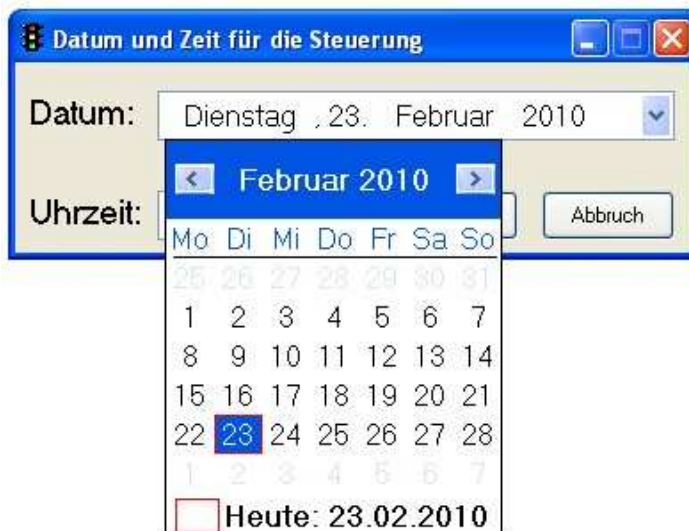 Datum und Zeit für die Steuerung
Datum: Dienstag , 23. Februar 2010
Februar 2010
Uhrzeit:
Abbruch
Mo Di Mi Do Fr Sa So
25 26 27 28 29 30 31
1 2 3 4 5 6 7
8 9 10 11 12 13 14
15 16 17 18 19 20 21
22 23 24 25 26 27 28
1 2 3 4 5 6 7
Heute: 23.02.2010